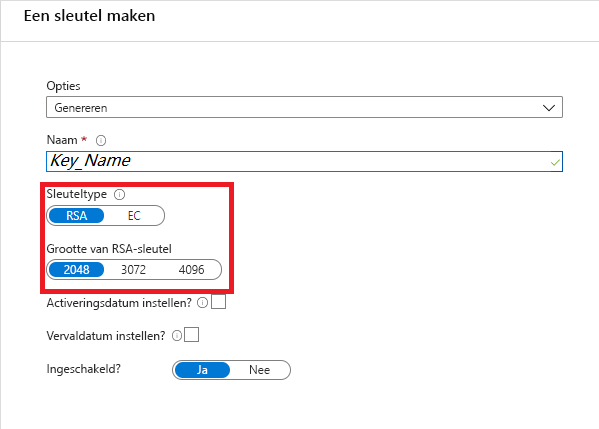 Een sleutel maken
Opties
Genereren
Naam *
Key_Name
Sleuteltype
RSA EC
Grootte van RSA-sleutel
2048 3072 4096
Activeringsdatum instellen?
Vervaldatum instellen?
Ingeschakeld? Ja Nee